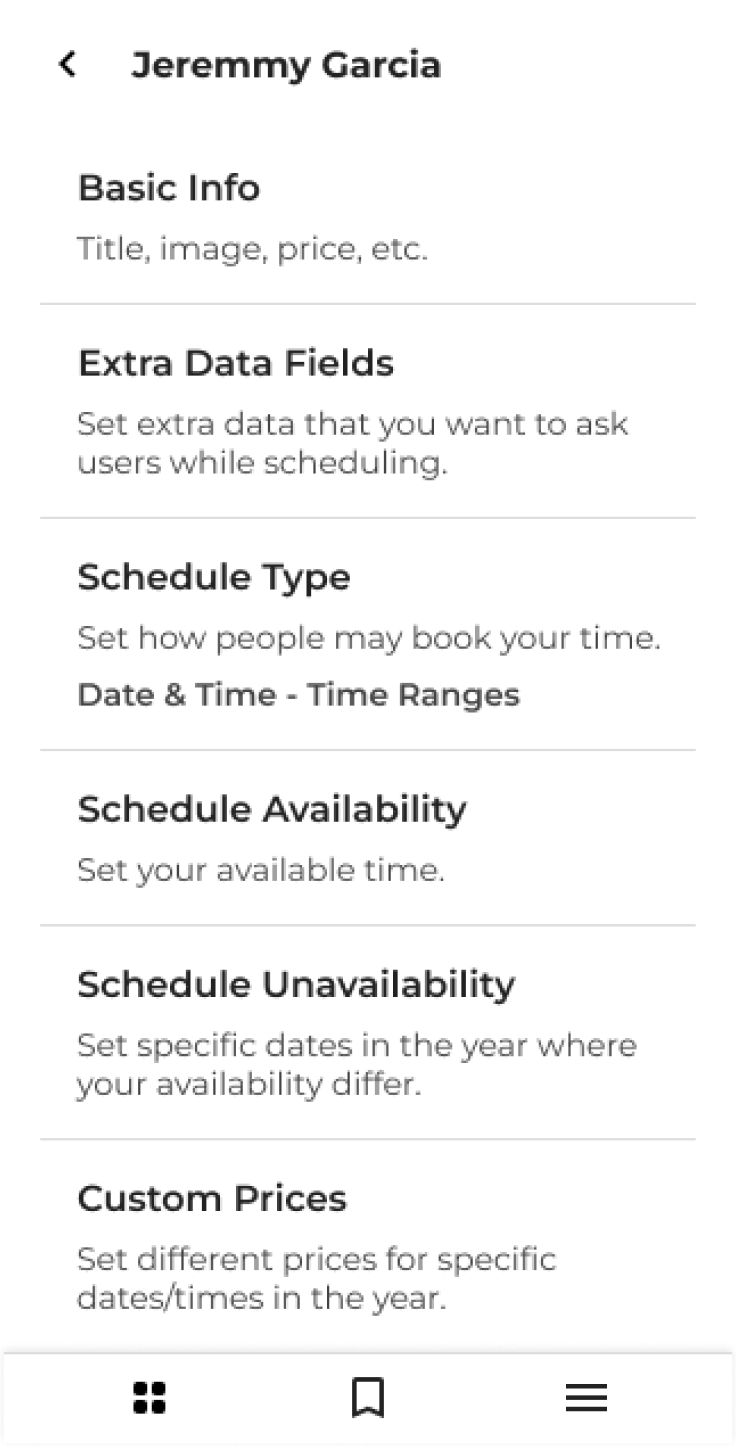 Jeremmy Garcia
Basic Info
Title, image, price, etc.
Extra Data Fields
Set extra data that you want to ask
users while scheduling.
Schedule Type
Set how people may book your time.
Date & Time - Time Ranges
Schedule Availability
Set your available time.
Schedule Unavailability
Set specific dates in the year where
your availability differ.
Custom Prices
Set different prices for specific
dates/times in the year.